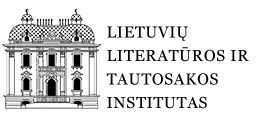 LIETUVIŲ
LITERATŪROS IR
TAUTOSAKOS
INSTITUTAS